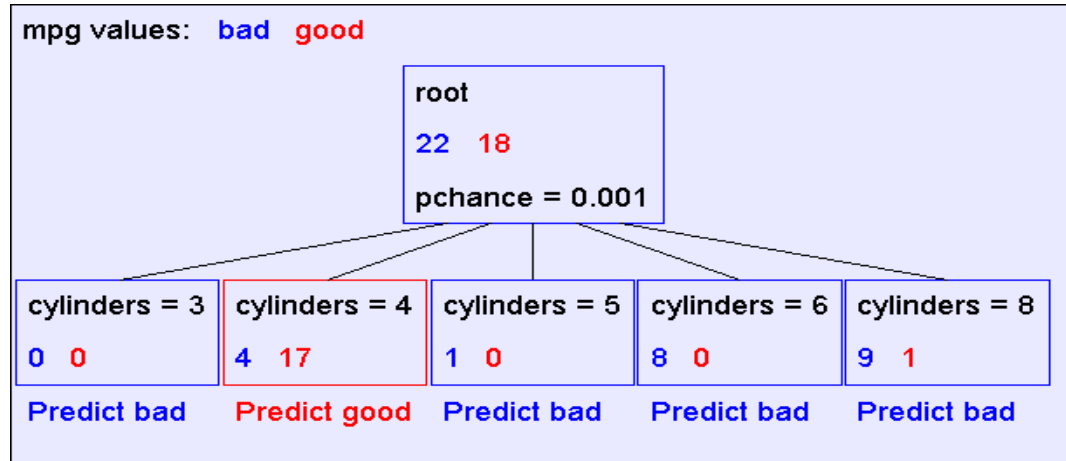 mpg values: bad good
root
22 18
pchance = 0.001
cylinders = 3
0 0
Predict bad
cylinders = 4
4 17
Predict good
cylinders = 5
1 0
Predict bad
cylinders = 6
8 0
Predict bad
cylinders = 8
9 1
Predict bad